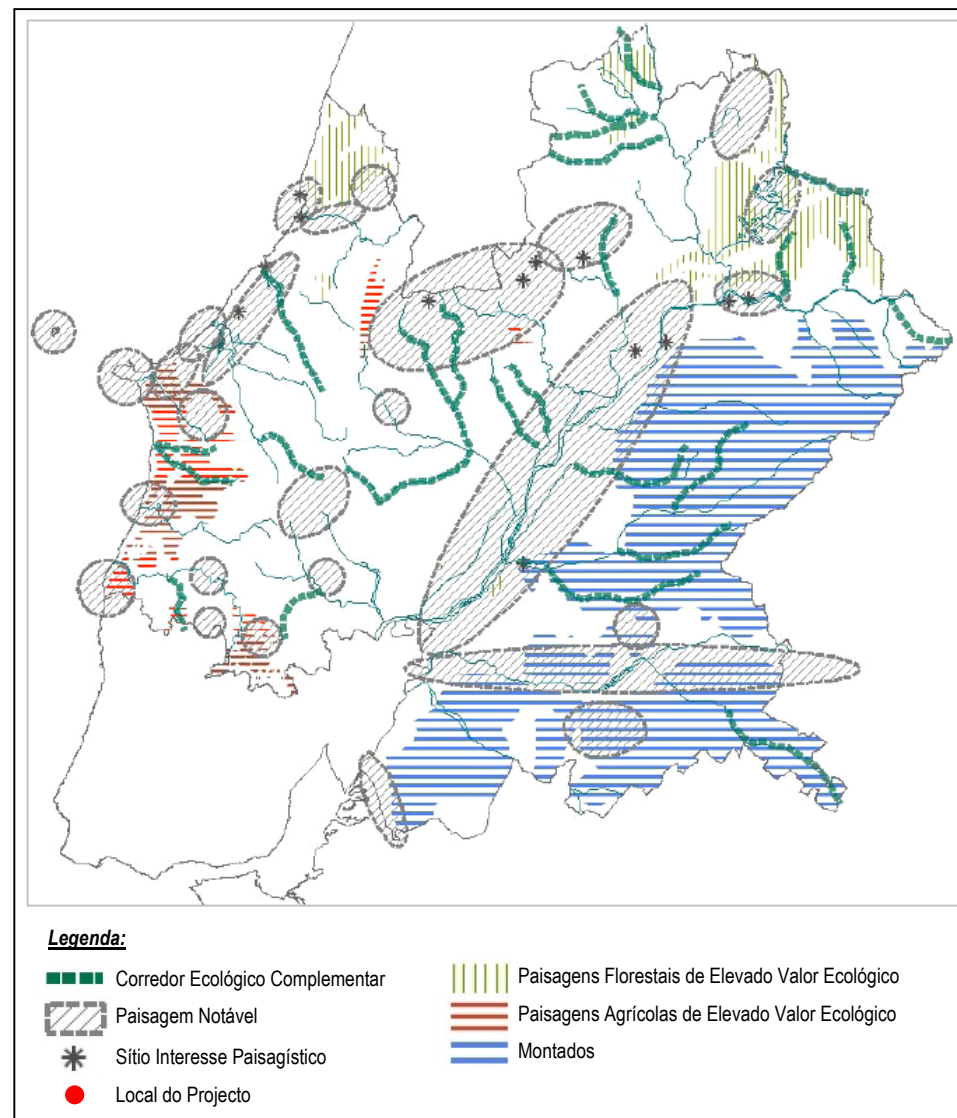 Legenda:
Corredor Ecológico Complementar
Paisagem Notável
Sítio Interesse Paisagístico
Local do Projecto
Paisagens Florestais de Elevado Valor Ecológico
Paisagens Agrícolas de Elevado Valor Ecológico
Montados